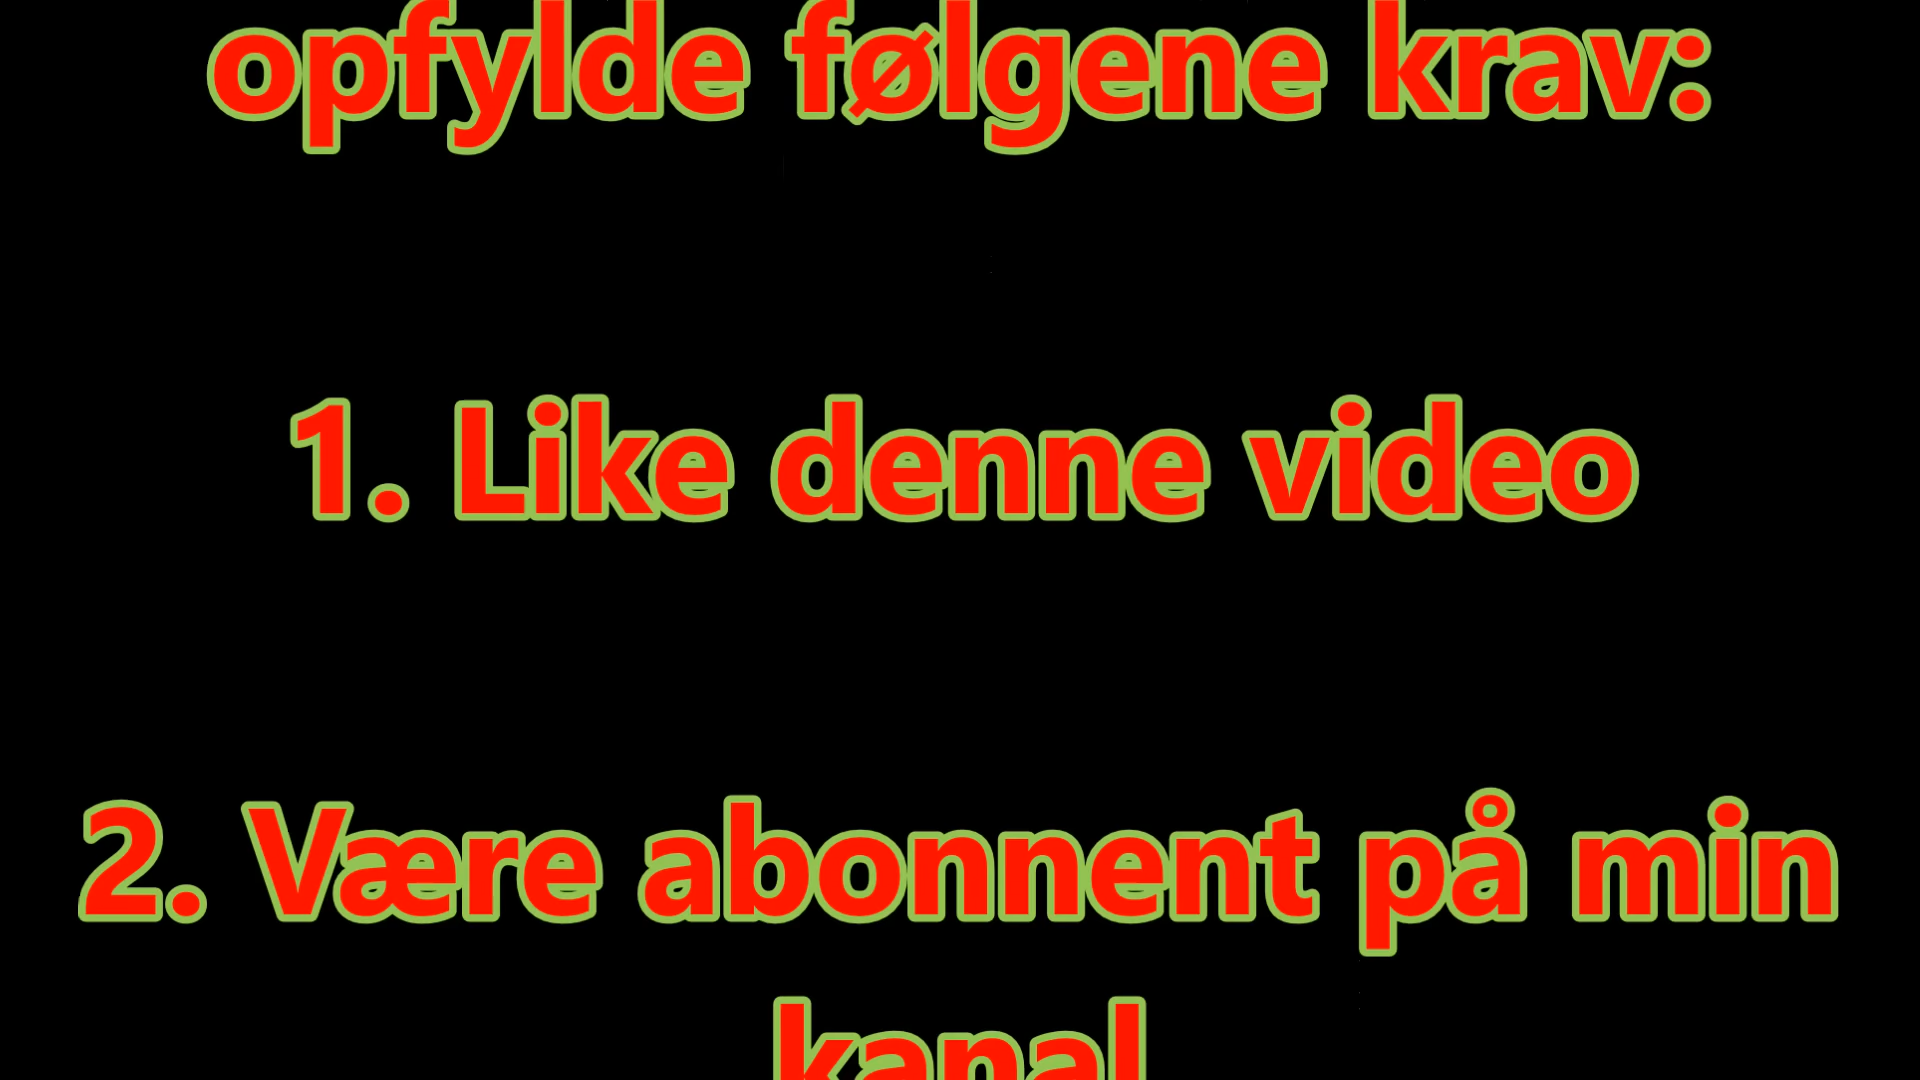 opfylde følgene krav:
1. Like denne video
2. Være abonnent på min
kanal